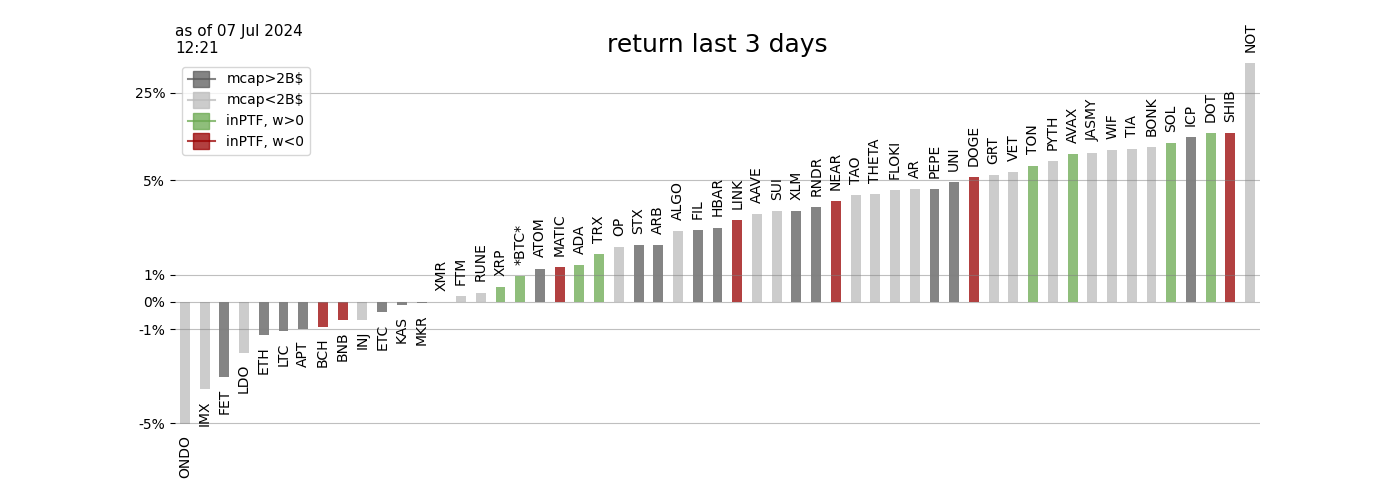 as of 07 Jul 2024
12:21
return last 3 days
mcap>2B$
mcap<2B$
inPTF, w>0
inPTF, w<0
25%
5%
1%
0%
-1%
-5%
ONDO
IMX
FET
LDO
ETH
LTC
APT
BCH
BNB
INJ
ETC
KAS
MKR
XMR
FTM
RUNE
XRP
*BTC*
ATOM
MATIC
ADA
TRX
OP
STX
ARB
ALGO
FIL
HBAR
LINK
AAVE
SUI
XLM
RNDR
NEAR
TAO
THETA
FLOKI
AR
PEPE
UNI
DOGE
GRT
VET
TON
PYTH
AVAX
JASMY
WIF
TIA
BONK
SOL
ICP
DOT
SHIB
NOT